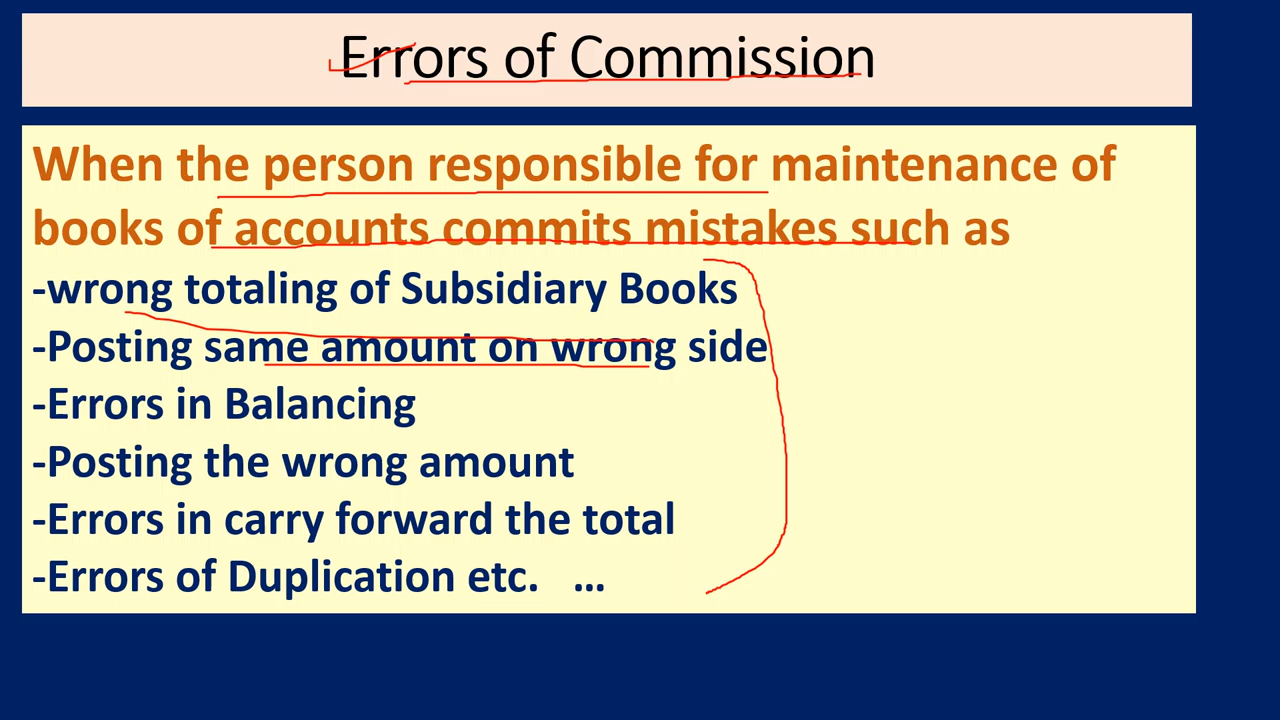 Errors of Commission
When the person responsible for maintenance of
books of accounts commits mistakes such as
-wrong totaling of Subsidiary Books
-Posting same amount on wrong side
-Errors in Balancing
-Posting the wrong amount
-Errors in carry forward the total
-Errors of Duplication etc. ...